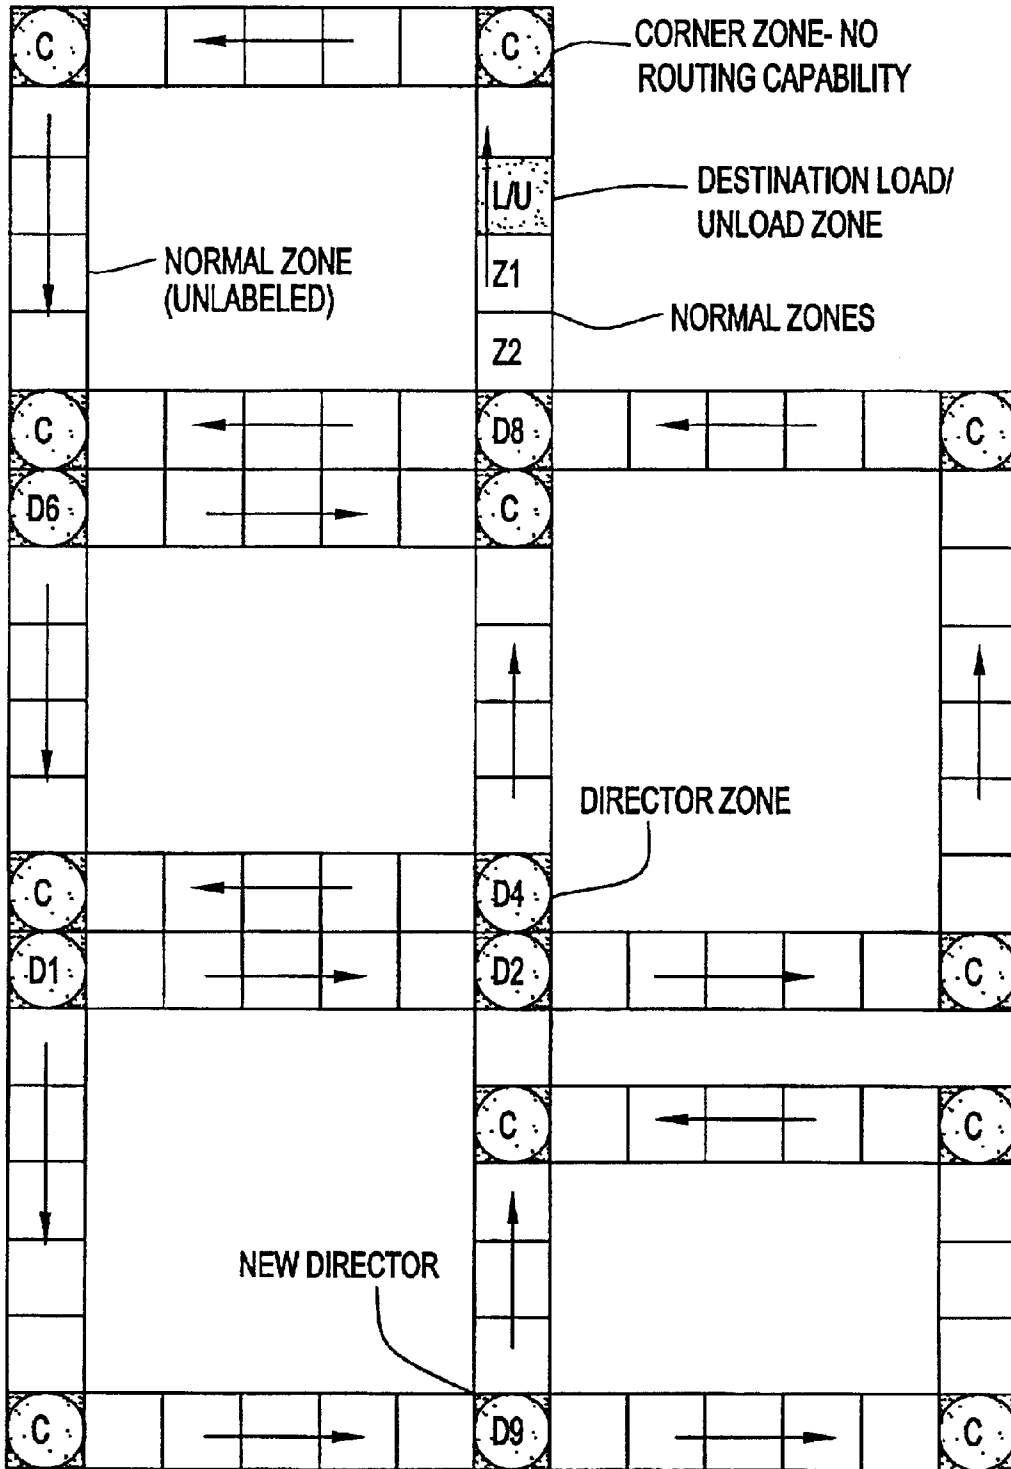 C
C
CORNER ZONE- NO
ROUTING CAPABILITY
L/U
DESTINATION LOAD/
UNLOAD ZONE
NORMAL ZONE
(UNLABELED)
Z1
NORMAL ZONES
Z2
C
D8
C
D6
C
DIRECTOR ZONE
C
D4
D1
D2
C
C
C
NEW DIRECTOR
C
D9
C